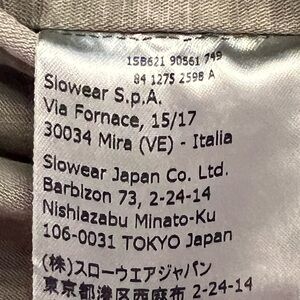 15B621 90561 749
84 1275 2598 A
Slowear S.p.A.
Via Fornace, 15/17
30034 Mira (VE) - Italia
Slowear Japan Co. Ltd.
Barbizon 73, 2-24-14
Nishiazabu Minato-Ku
106-0031 TOKYO Japan
(株)スローウエアジャパン
東京都港区西麻布 2-24-14